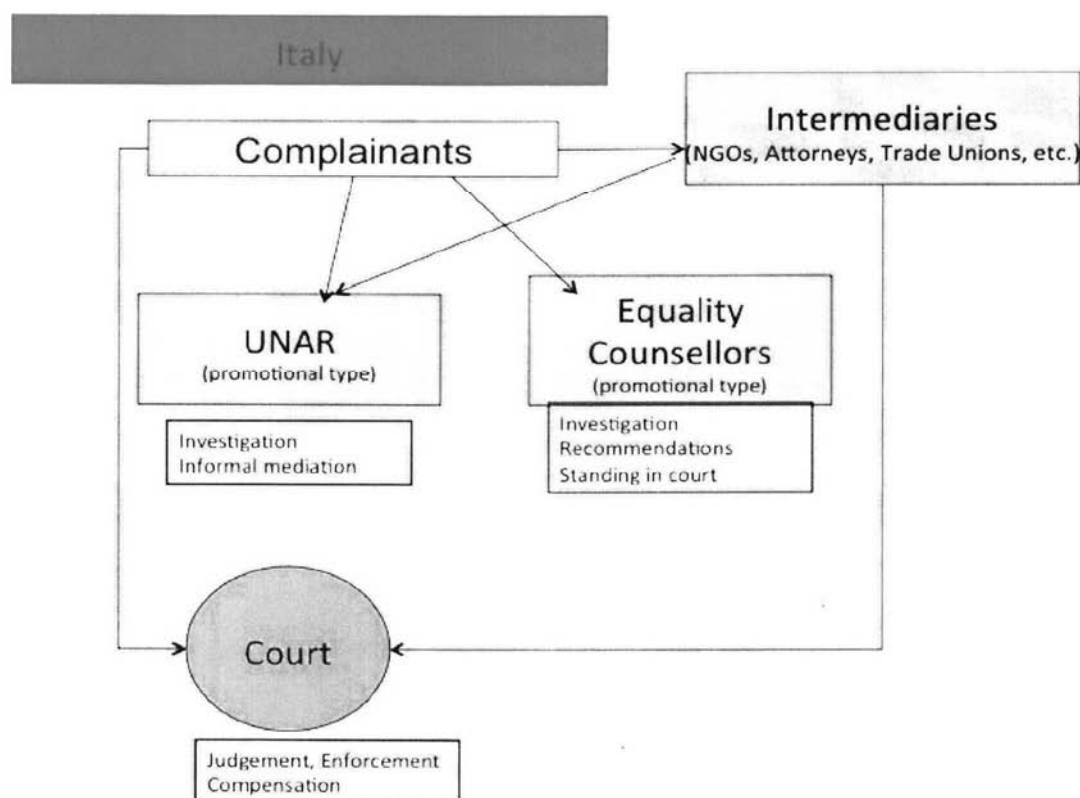 Italy
Intermediaries
(NGOs, Attorneys, Trade Unions, etc.)
Complainants
UNAR
(promotional type)
Equality
Counsellors
(promotional type)
Investigation
Informal mediation
Investigation
Recommendations
Standing in court
Court
Judgement, Enforcement
Compensation